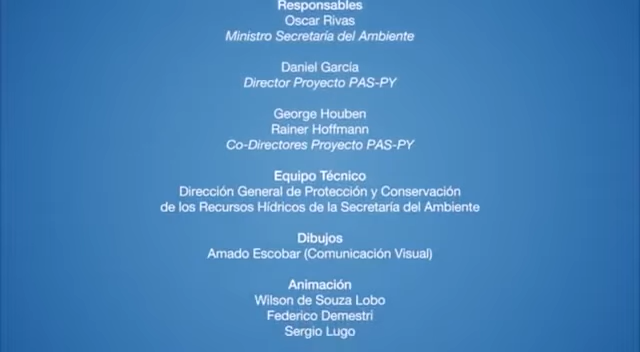 Responsables
Oscar Rivas
Ministro Secretaría del Ambiente
Daniel García
Director Proyecto PAS-PY
George Houben
Rainer Hoffmann
Co-Directores Proyecto PAS-PY
Equipo Técnico
Dirección General de Protección y Conservación
de los Recursos Hídricos de la Secretaría del Ambiente
Dibujos
Amado Escobar (Comunicación Visual)
Animación
Wilson de Souza Lobo
Federico Demestri
Sergio Lugo